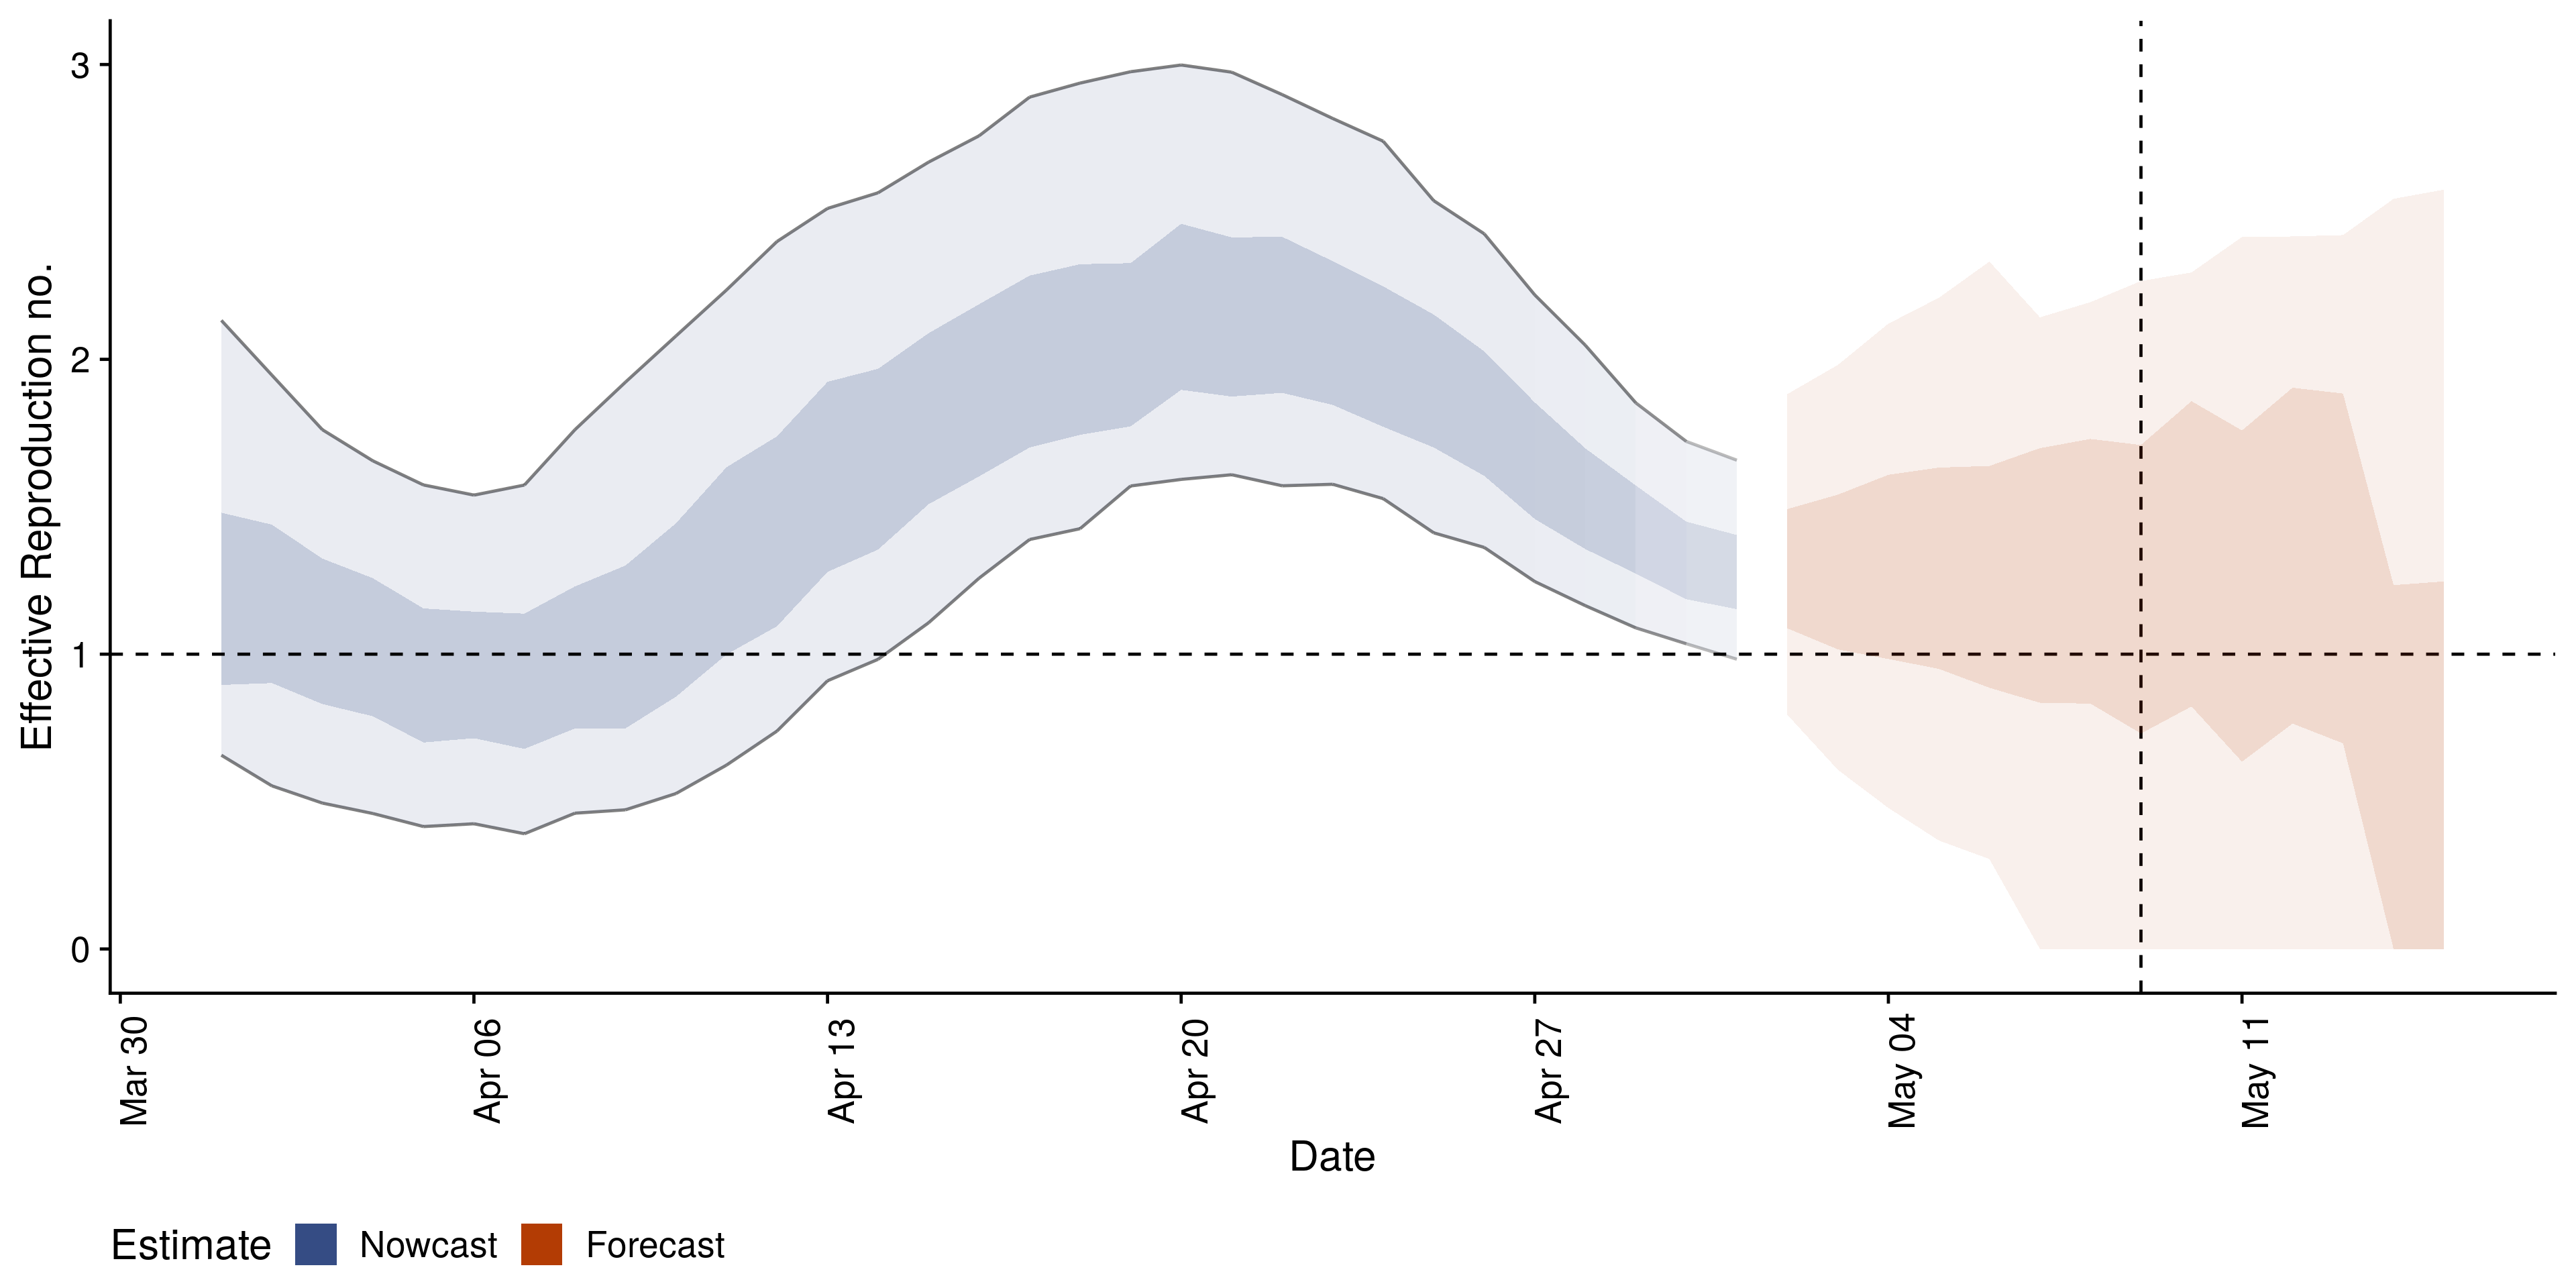 Effective Reproduction no.
3
2
1
0
Mar 30
Apr 06
Apr 13
Apr 20
Apr 27
May 04
May 11
Date
Estimate Nowcast Forecast